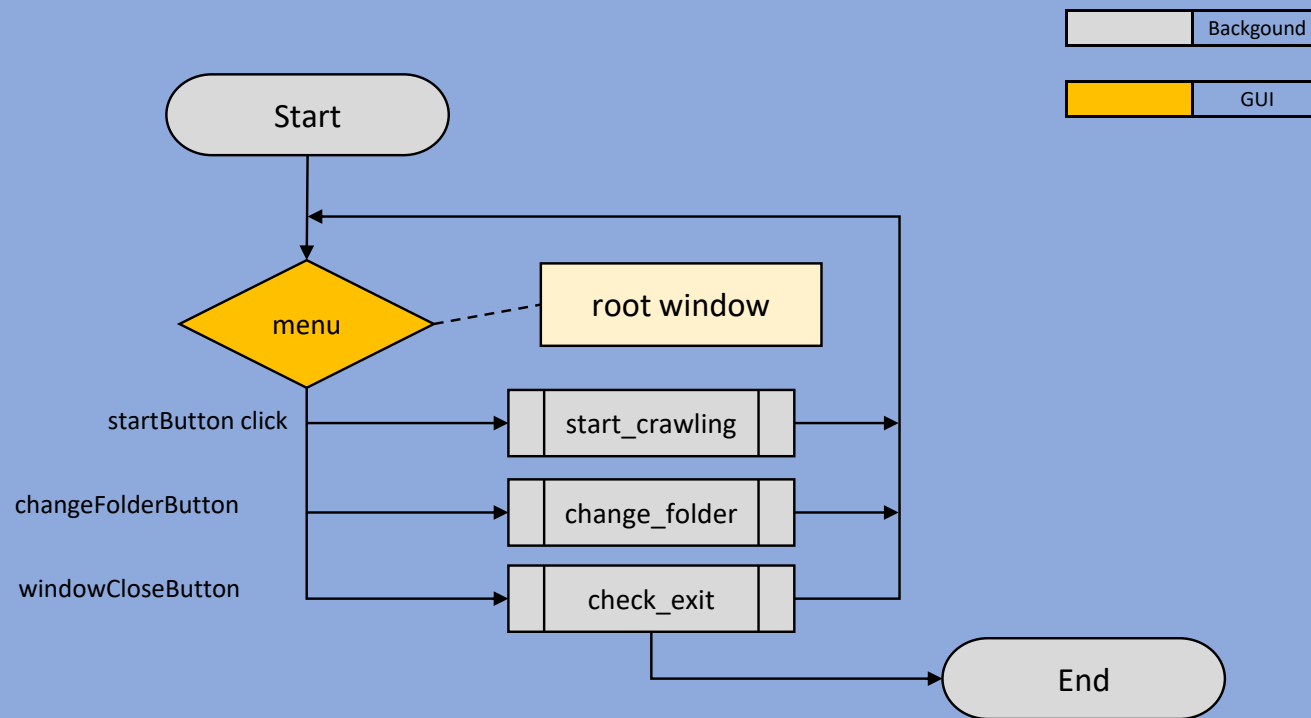 Backgound
GUI
Start
menu
root window
startButton click
start_crawling
changeFolderButton
change_folder
windowCloseButton
check_exit
End